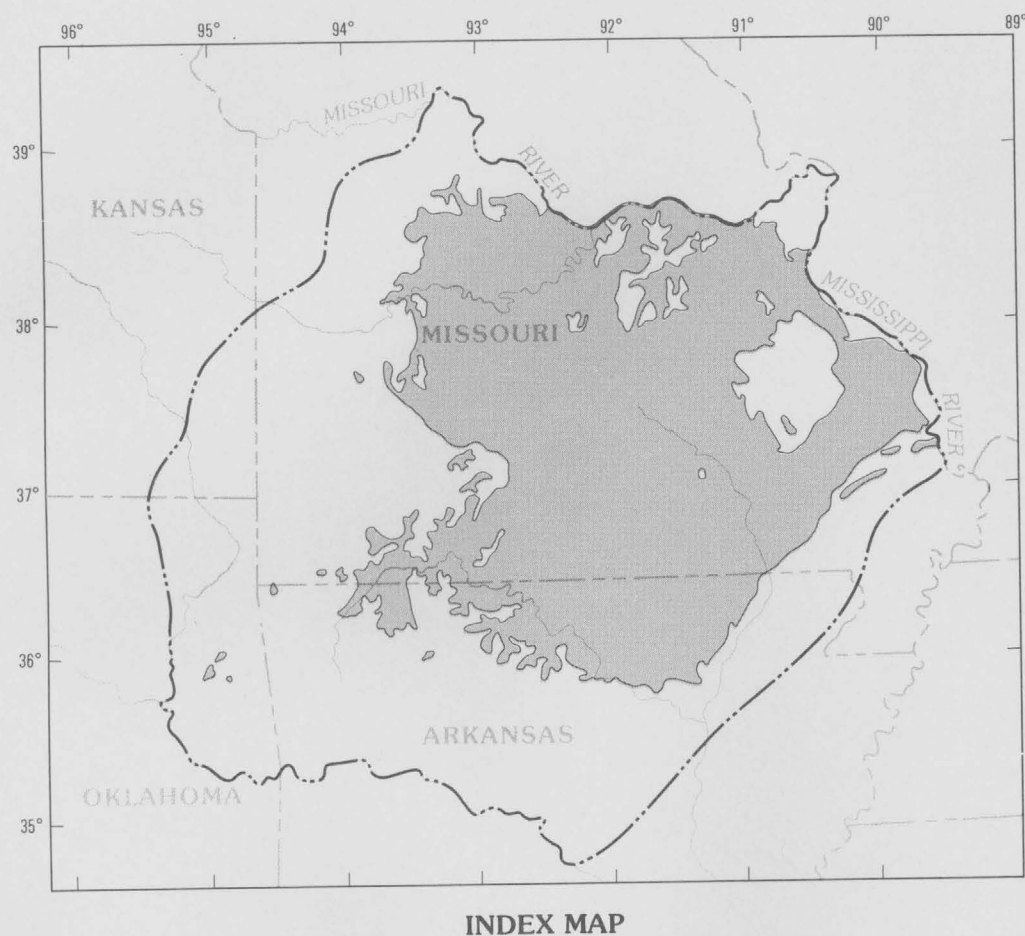 96° 95° 94° 93° 92° 91° 90° 89°
MISSOURI
39°
RIVER
KANSAS
MISSISSIPPI
38°
MISSOURI
RIVER
37°
36°
ARKANSAS
OKLAHOMA
35°
INDEX MAP